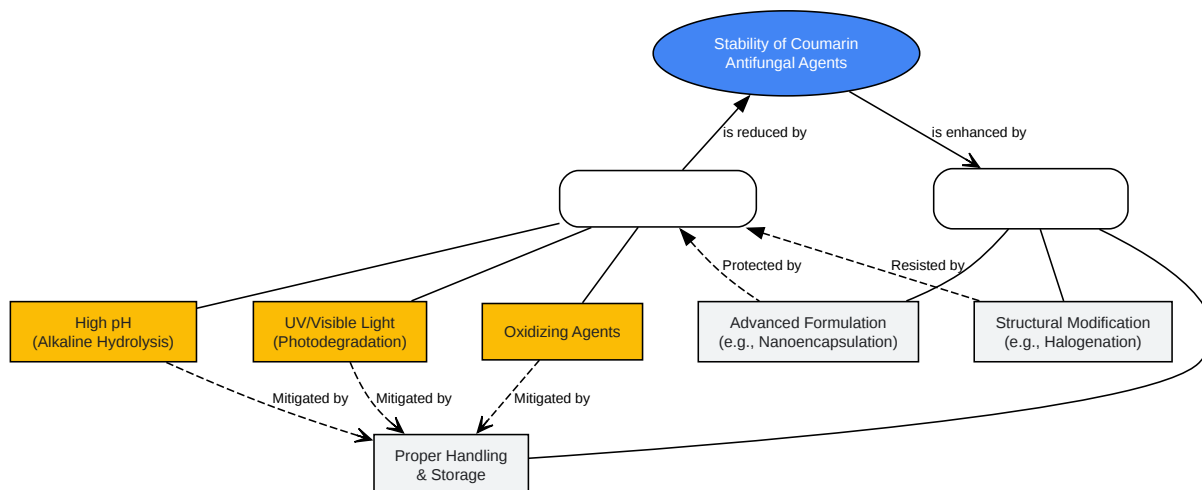 Stability of Coumarin
Antifungal Agents
is reduced by
is enhanced by
Protected by
Resisted by
High pH
(Alkaline Hydrolysis)
UV/Visible Light
(Photodegradation)
Oxidizing Agents
Advanced Formulation
(e.g., Nanoencapsulation)
Structural Modification
(e.g., Halogenation)
Mitigated by
Mitigated by
Mitigated by
Proper Handling
& Storage